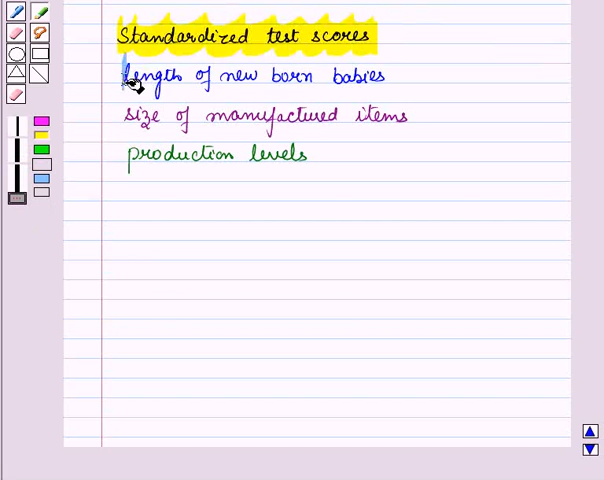 Standardized test scores
length of new born babies
size of manufactured items
production levels